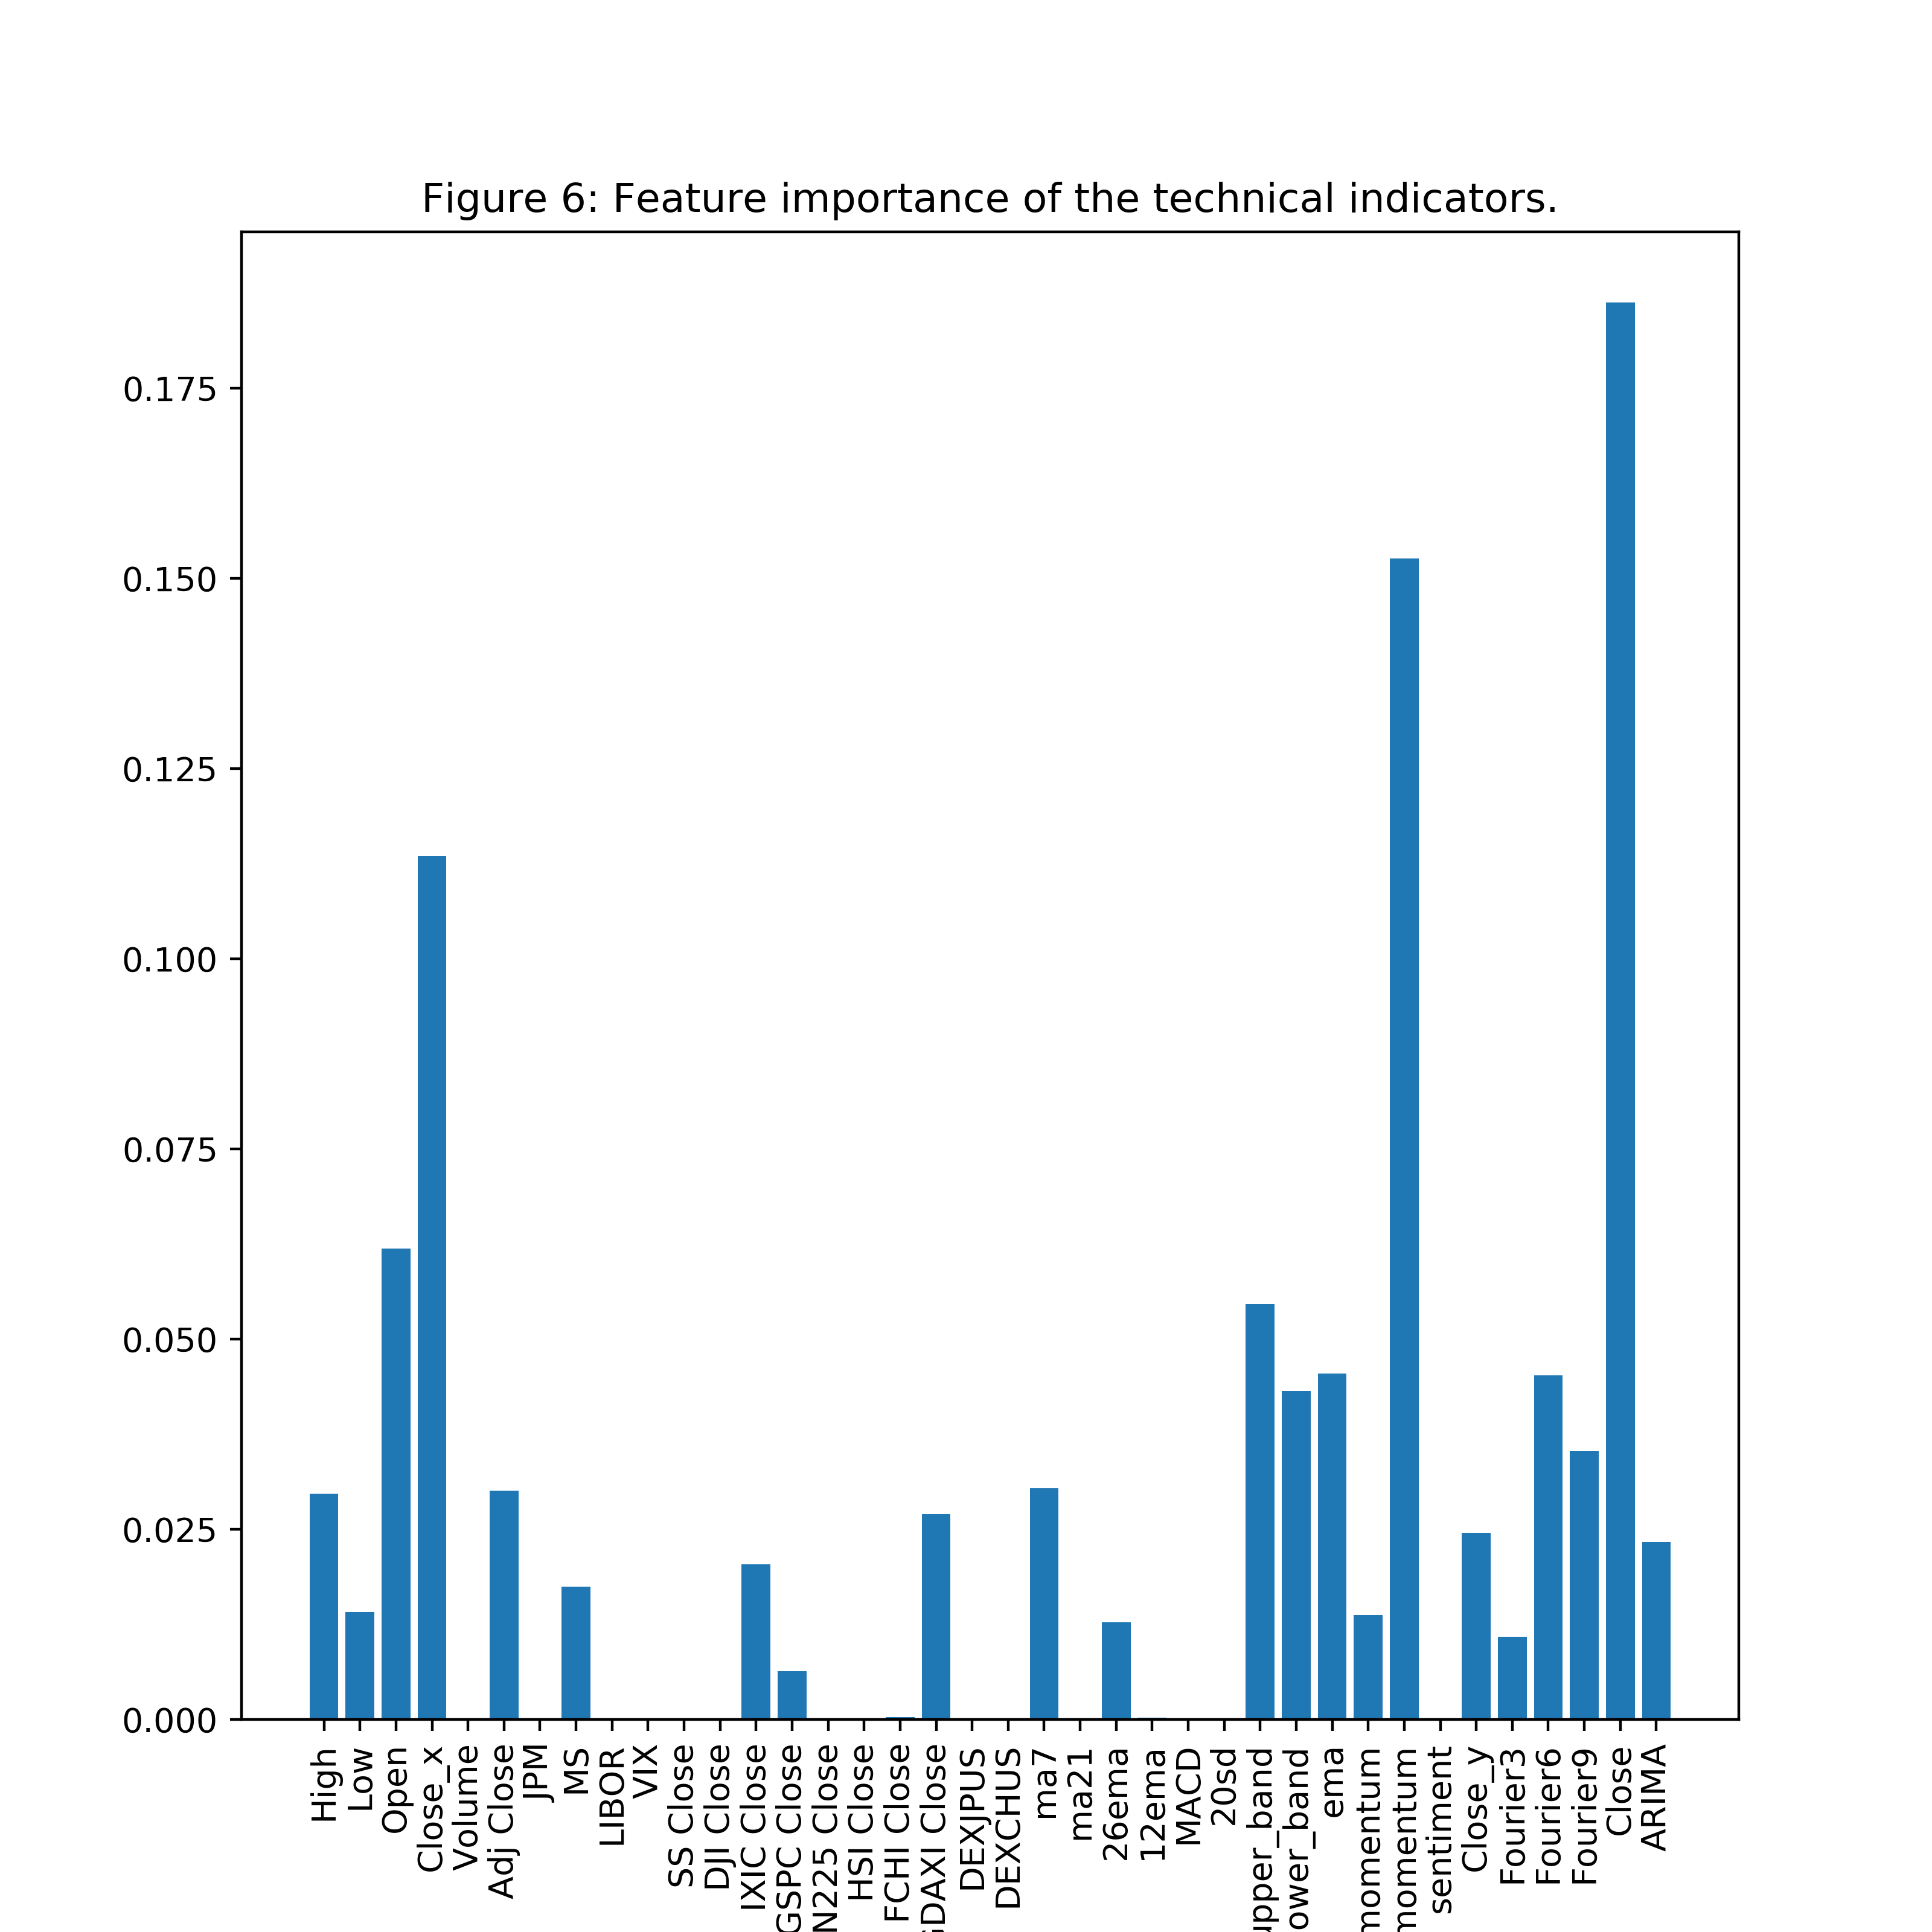 Figure 6: Feature importance of the technical indicators.
0.175
0.150
0.125
0.100
0.075
0.050
0.025
0.000
High
Low
Open
Close_x
Volume
Adj Close
JPM
MS
LIBOR
VIX
SS Close
DJI Close
IXIC Close
GSPC Close
N225 Close
HSI Close
FCHI Close
GDAXI Close
DEXJPUS
DEXCHUS
ma7
ma21
26ema
12ema
MACD
20sd
upper_band
ower_band
ema
momentum
momentum
sentiment
Close_y
Fourier3
Fourier6
Fourier9
Close
ARIMA